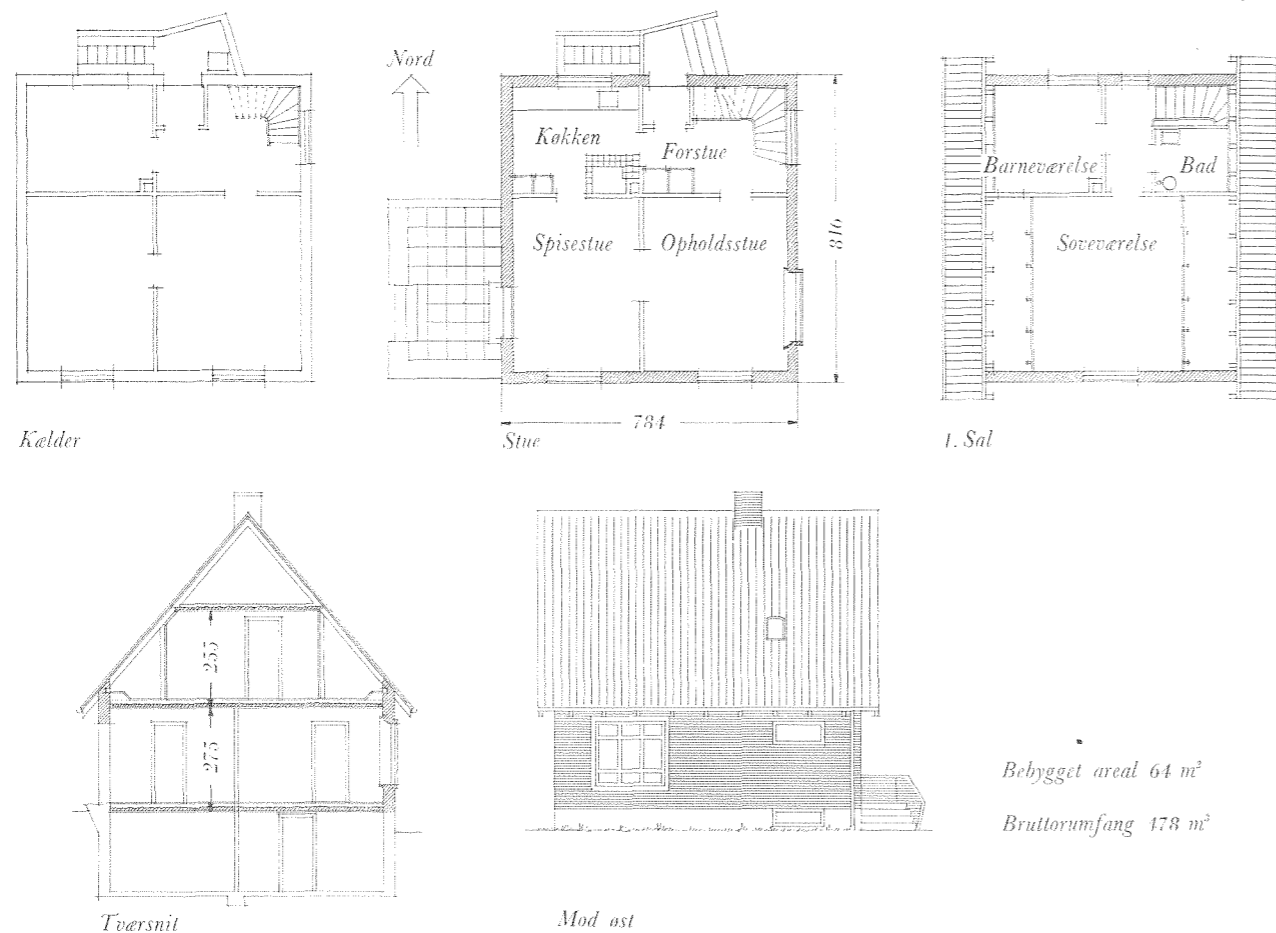 Nord
Køkken
Forstue
Spisestue
Opholdsstue
816
784
Barneværelse
Bad
Soveværelse
Kælder
Stue
1. Sal
255
275
Tværsnit
Mod øst
Bebygget areal 64 m²
Bruttorumfang 478 m³